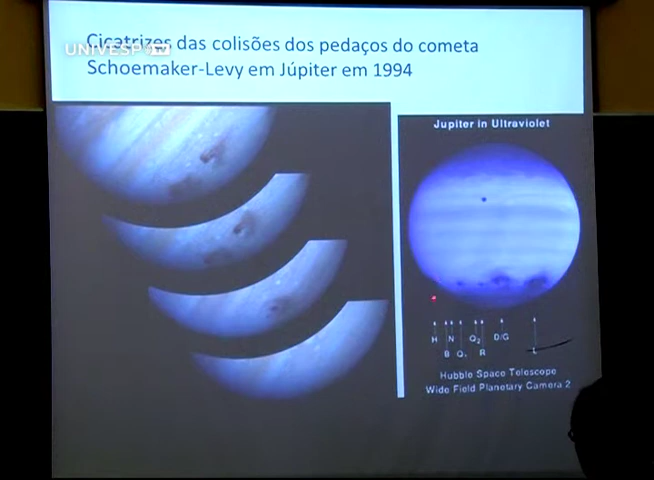 Cicatrizes das colisões dos pedaços do cometa
UNIVESP TV
Schoemaker-Levy em Júpiter em 1994
Jupiter in Ultraviolet
H N Q₂ D/G
B Q₁ R L
Hubble Space Telescope
Wide Field Planetary Camera 2